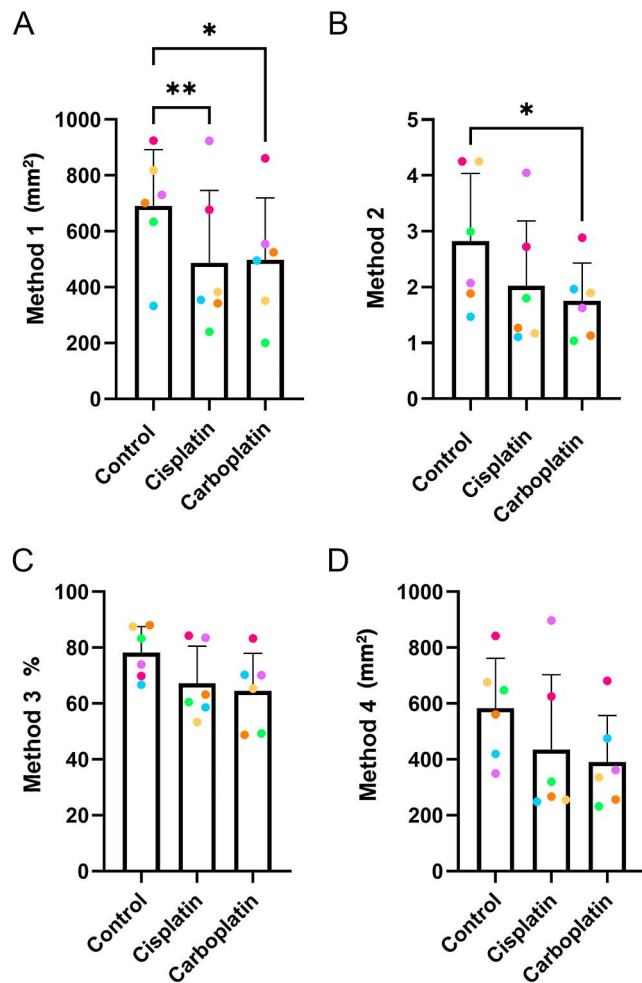 A
*
**
1000
800
600
400
200
0
Method 1 (mm²)
Control
Cisplatin
Carboplatin
B
*
5
4
3
2
1
0
Method 2
Control
Cisplatin
Carboplatin
C
100
80
60
40
20
0
Method 3 %
Control
Cisplatin
Carboplatin
D
1000
800
600
400
200
0
Method 4 (mm²)
Control
Cisplatin
Carboplatin